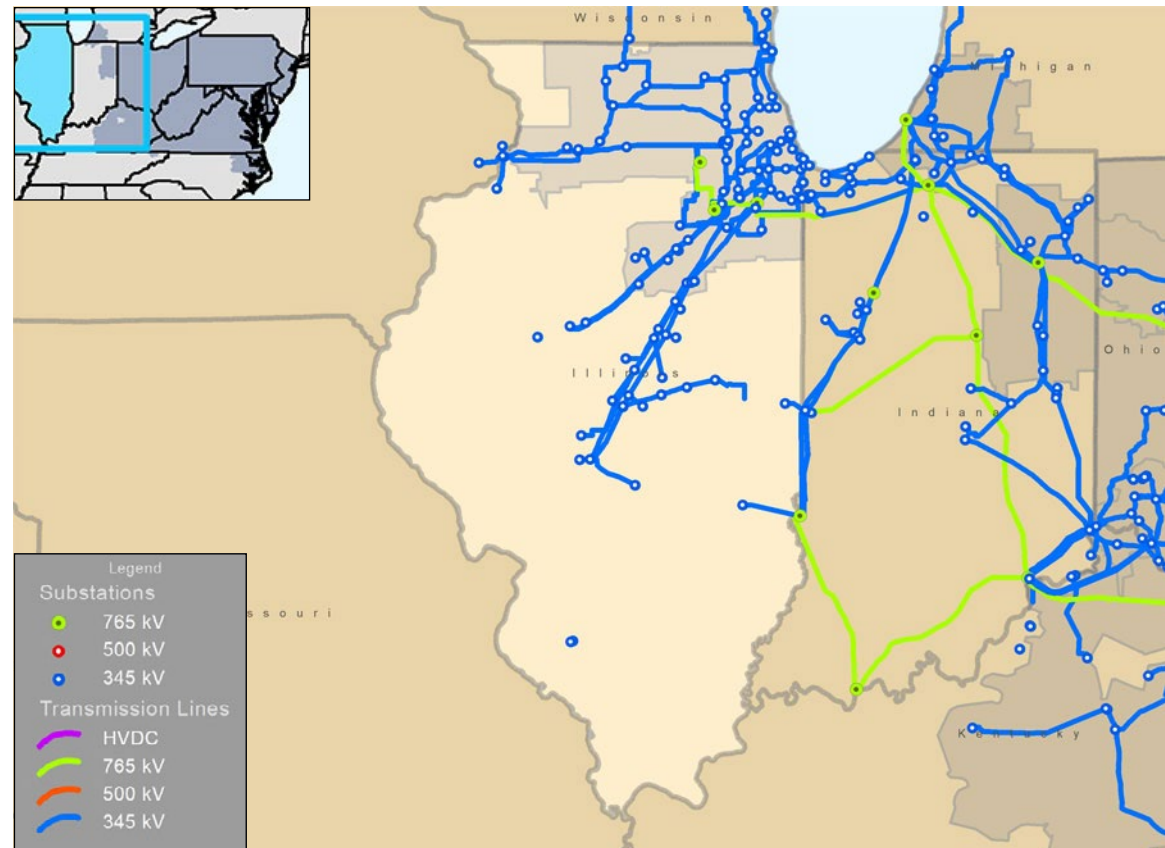 Wisconsin
Michigan
Ohio
Illinois
Indiana
ssouri
Kentucky
Legend
Substations
765 kV
500 kV
345 kV
Transmission Lines
HVDC
765 kV
500 kV
345 kV